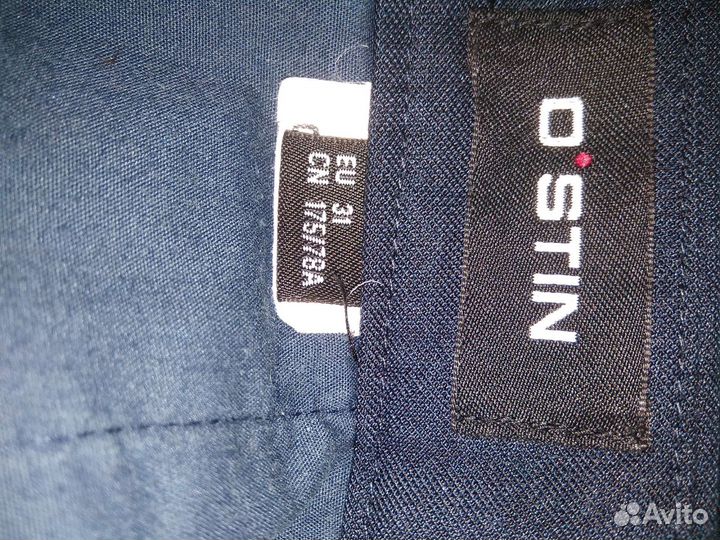 O'STIN
EU 31
CN 175/78A
Avito